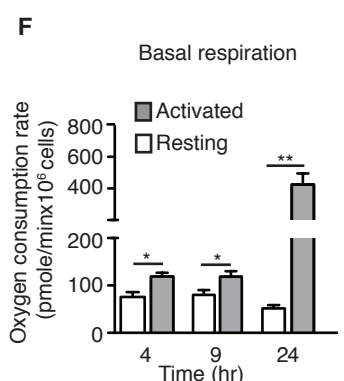 F
Basal respiration
Activated
Resting
Oxygen consumption rate
(pmole/minx10⁶ cells)
800
600
400
200
100
0
*
*
**
4 9 24
Time (hr)